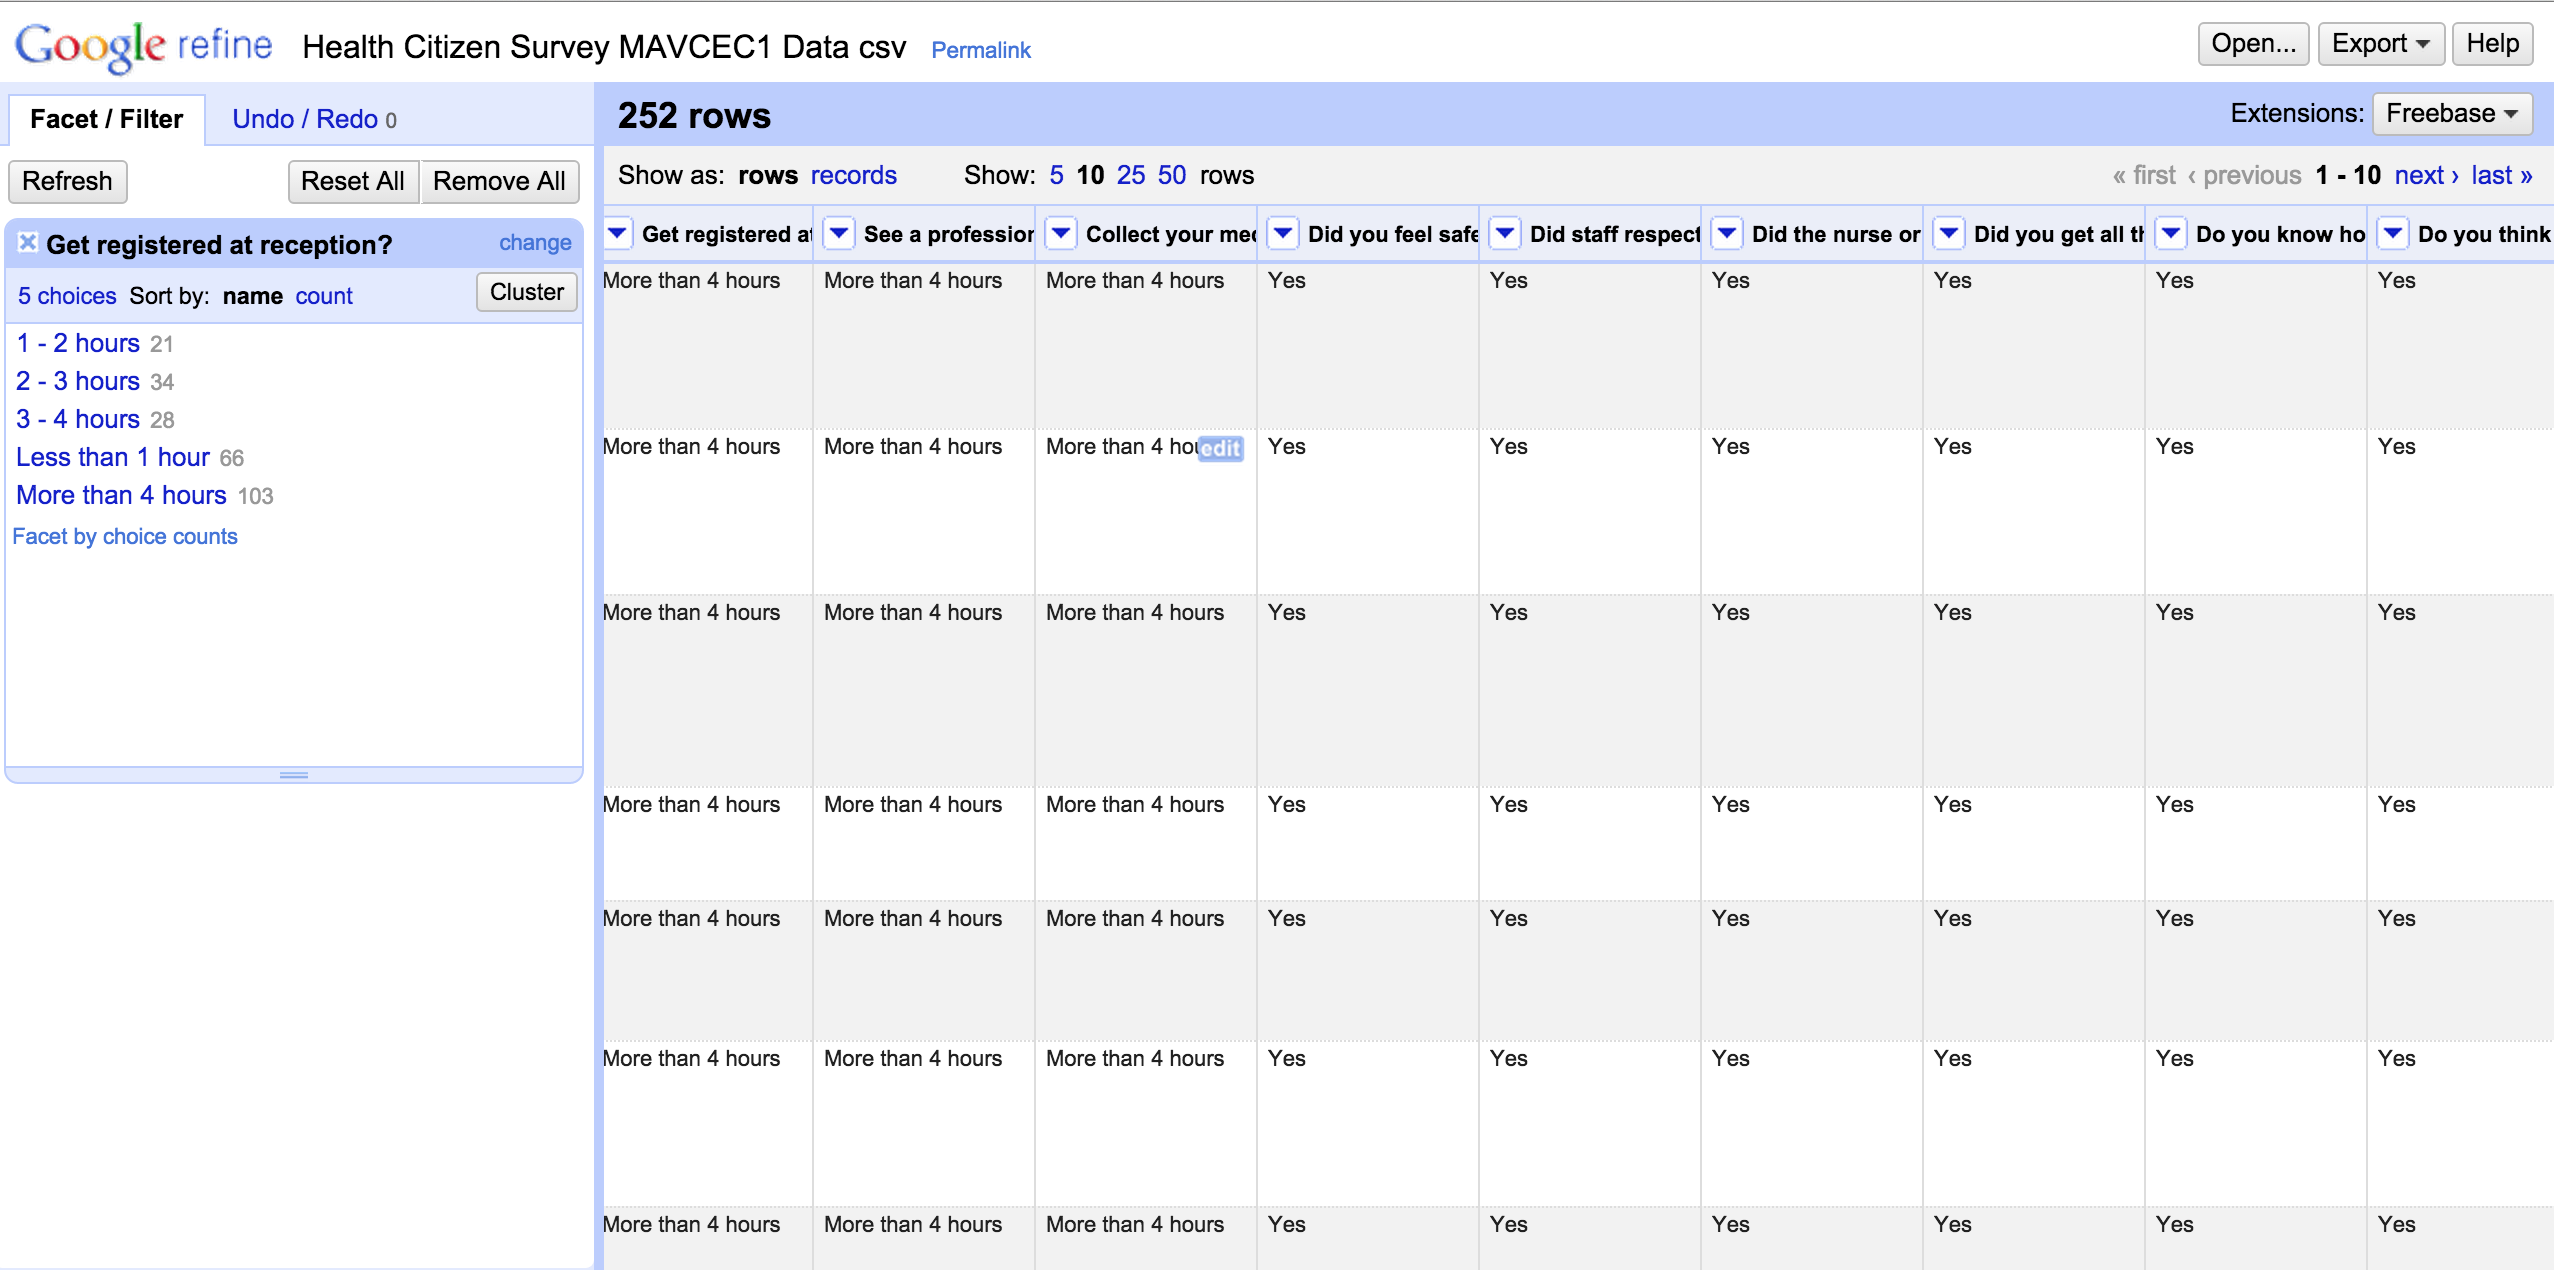 Google refine Health Citizen Survey MAVCEC1 Data csv Permalink Open... Export Help
Facet / Filter Undo / Redo 0
Refresh Reset All Remove All
Get registered at reception? change
5 choices Sort by: name count Cluster
1 - 2 hours 21
2 - 3 hours 34
3 - 4 hours 28
Less than 1 hour 66
More than 4 hours 103
Facet by choice counts
252 rows Extensions: Freebase
Show as: rows records Show: 5 10 25 50 rows « first ‹ previous 1 - 10 next › last »
Get registered at See a profession Collect your med Did you feel safe Did staff respect Did the nurse or Did you get all th Do you know ho Do you think
More than 4 hours More than 4 hours More than 4 hours Yes Yes Yes Yes Yes Yes
More than 4 hours More than 4 hours More than 4 hou edit Yes Yes Yes Yes Yes Yes
More than 4 hours More than 4 hours More than 4 hours Yes Yes Yes Yes Yes Yes
More than 4 hours More than 4 hours More than 4 hours Yes Yes Yes Yes Yes Yes
More than 4 hours More than 4 hours More than 4 hours Yes Yes Yes Yes Yes Yes
More than 4 hours More than 4 hours More than 4 hours Yes Yes Yes Yes Yes Yes
More than 4 hours More than 4 hours More than 4 hours Yes Yes Yes Yes Yes Yes